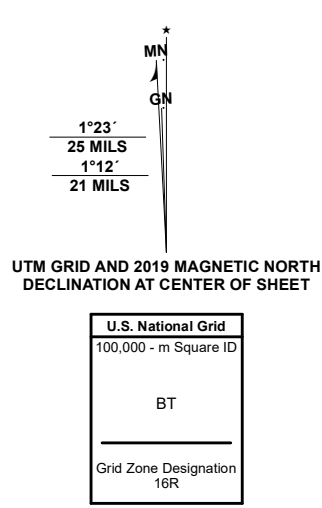 ★
MN
GN
1°23´
25 MILS
1°12´
21 MILS
UTM GRID AND 2019 MAGNETIC NORTH
DECLINATION AT CENTER OF SHEET
U.S. National Grid
100,000 - m Square ID
BT
Grid Zone Designation
16R